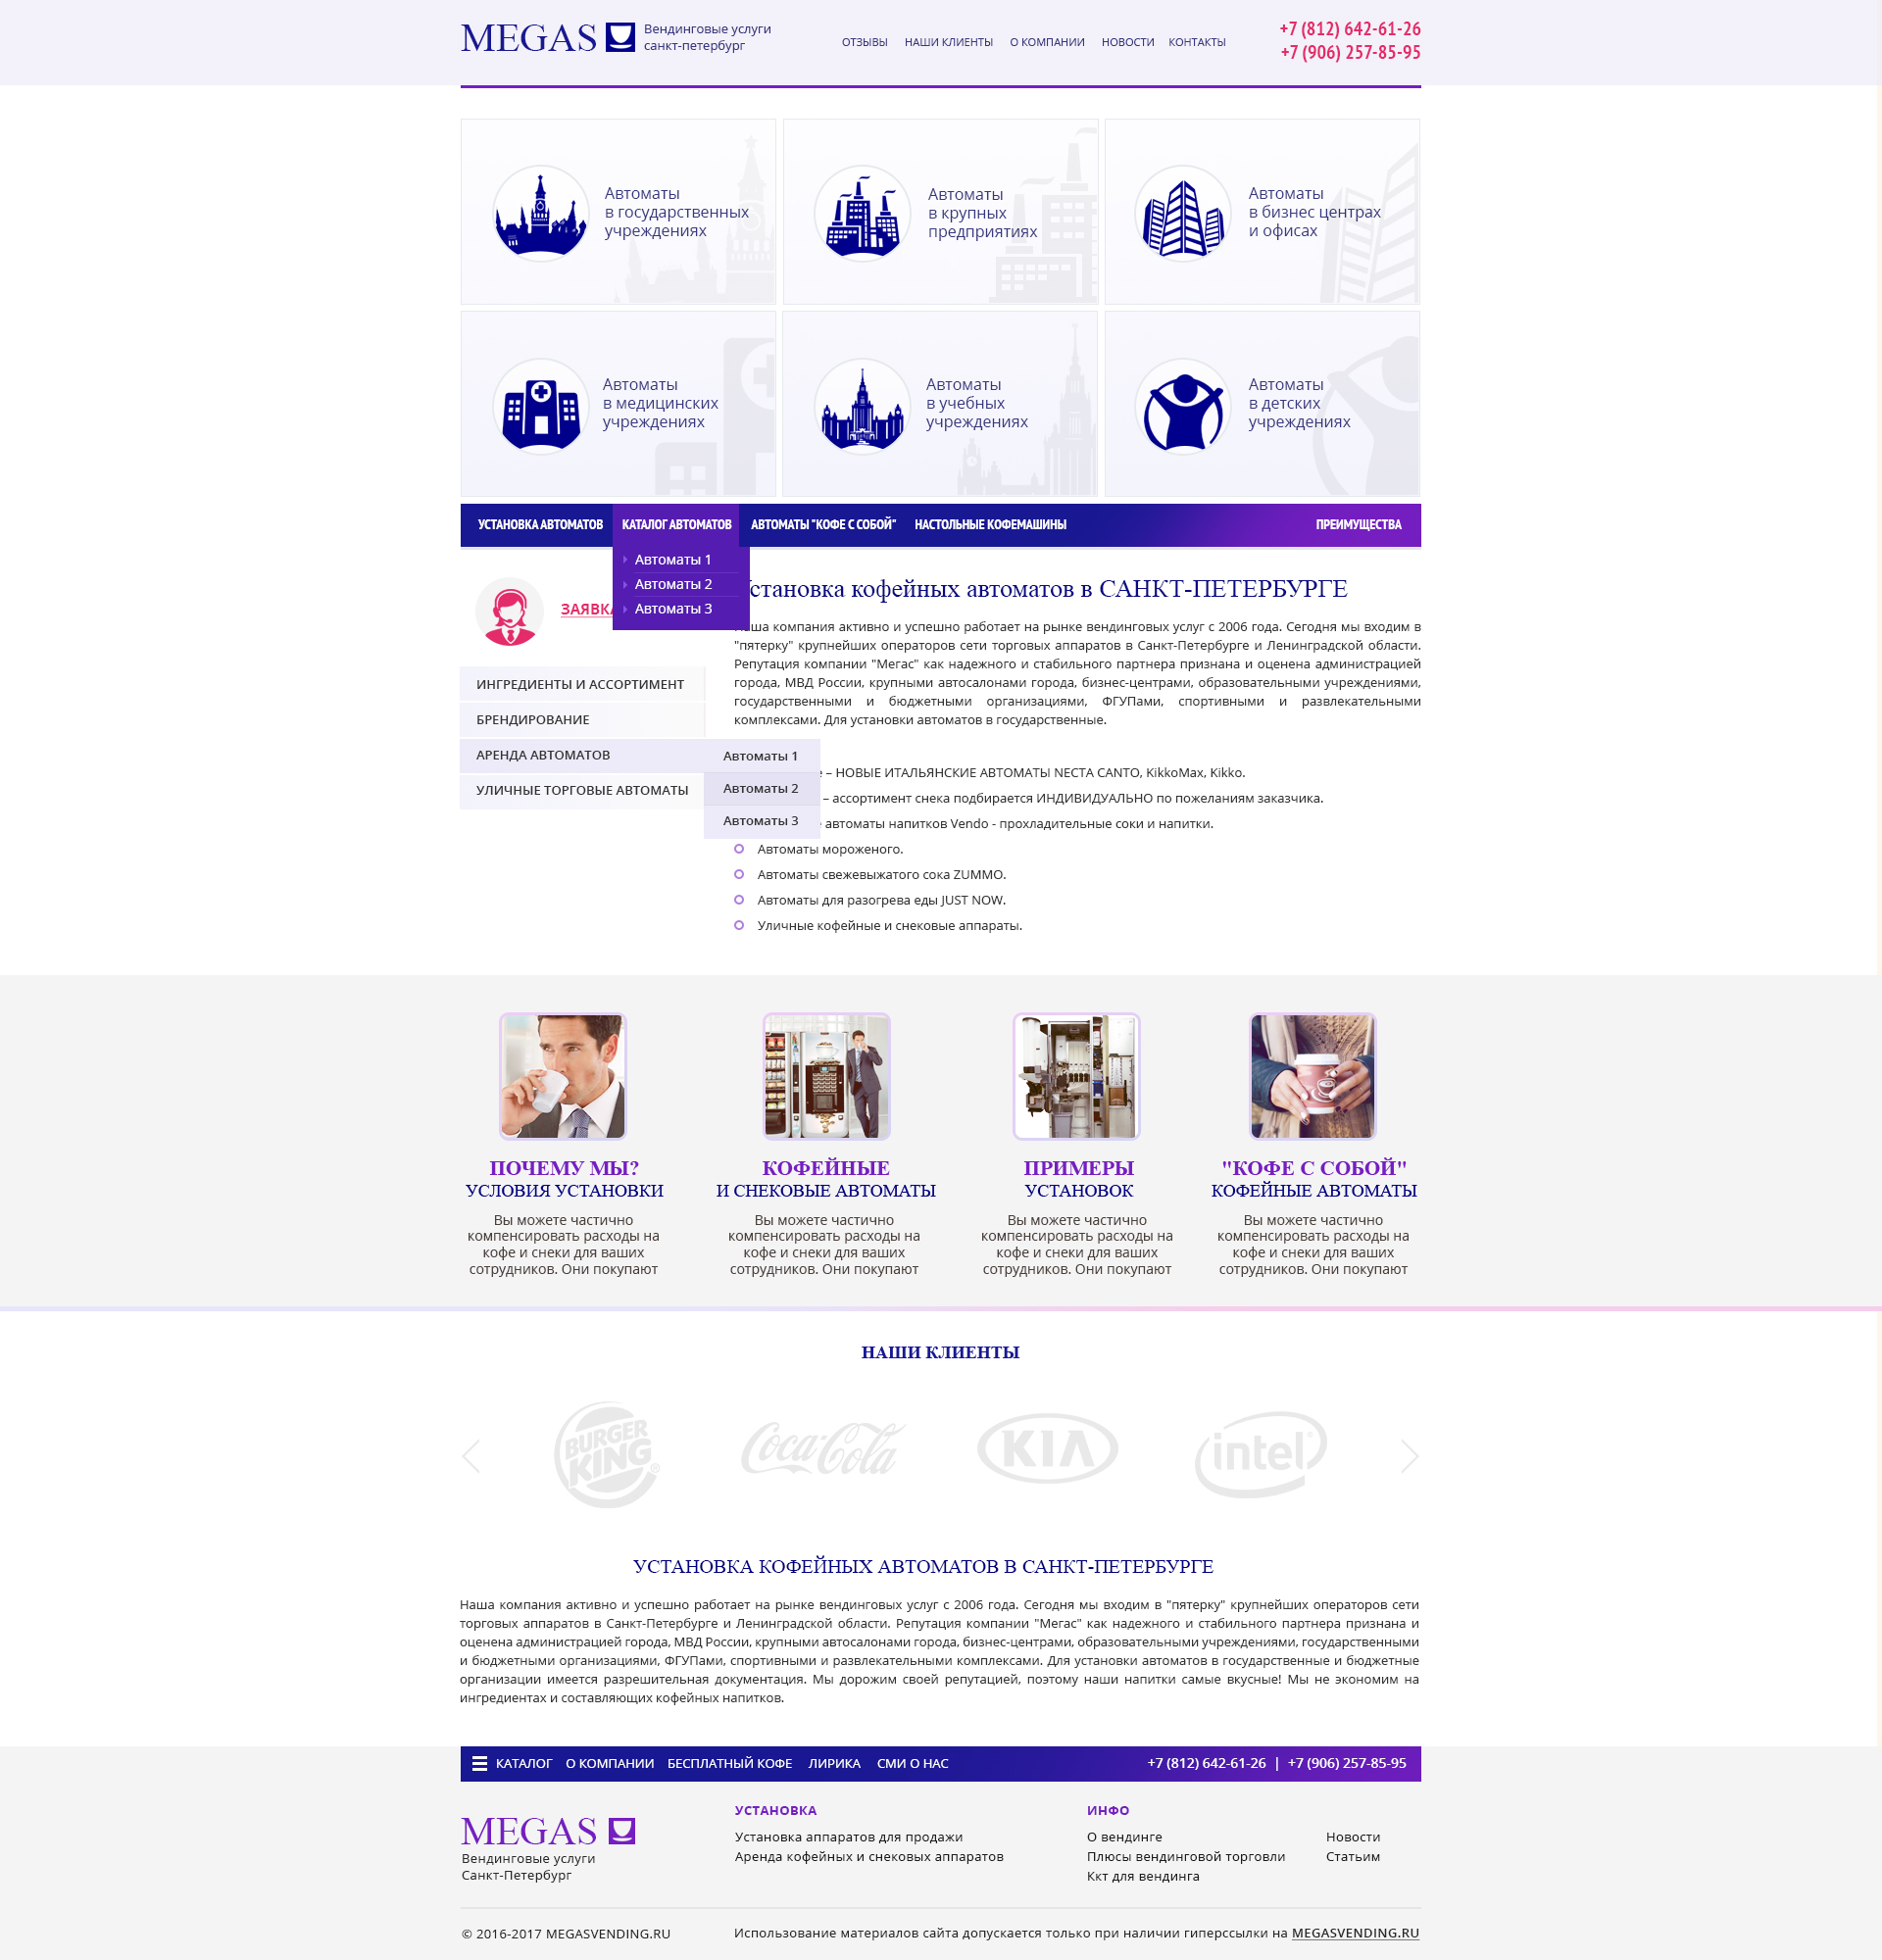 MEGAS
Вендинговые услуги
санкт-петербург
ОТЗЫВЫ НАШИ КЛИЕНТЫ О КОМПАНИИ НОВОСТИ КОНТАКТЫ
+7 (812) 642-61-26
+7 (906) 257-85-95
Автоматы
в государственных
учреждениях
Автоматы
в крупных
предприятиях
Автоматы
в бизнес центрах
и офисах
Автоматы
в медицинских
учреждениях
Автоматы
в учебных
учреждениях
Автоматы
в детских
учреждениях
УСТАНОВКА АВТОМАТОВ КАТАЛОГ АВТОМАТОВ АВТОМАТЫ "КОФЕ С СОБОЙ" НАСТОЛЬНЫЕ КОФЕМАШИНЫ ПРЕИМУЩЕСТВА
Автоматы 1
Автоматы 2
Автоматы 3
ЗАЯВКА
ИНГРЕДИЕНТЫ И АССОРТИМЕНТ
БРЕНДИРОВАНИЕ
АРЕНДА АВТОМАТОВ
УЛИЧНЫЕ ТОРГОВЫЕ АВТОМАТЫ
Автоматы 1
Автоматы 2
Автоматы 3
становка кофейных автоматов в САНКТ-ПЕТЕРБУРГЕ
аша компания активно и успешно работает на рынке вендинговых услуг с 2006 года. Сегодня мы входим в
"пятерку" крупнейших операторов сети торговых аппаратов в Санкт-Петербурге и Ленинградской области.
Репутация компании "Мегас" как надежного и стабильного партнера признана и оценена администрацией
города, МВД России, крупными автосалонами города, бизнес-центрами, образовательными учреждениями,
государственными и бюджетными организациями, ФГУПами, спортивными и развлекательными
комплексами. Для установки автоматов в государственные.
– НОВЫЕ ИТАЛЬЯНСКИЕ АВТОМАТЫ NECTA CANTO, KikkoMax, Kikko.
– ассортимент снека подбирается ИНДИВИДУАЛЬНО по пожеланиям заказчика.
автоматы напитков Vendo - прохладительные соки и напитки.
Автоматы мороженого.
Автоматы свежевыжатого сока ZUMMO.
Автоматы для разогрева еды JUST NOW.
Уличные кофейные и снековые аппараты.
ПОЧЕМУ МЫ?
УСЛОВИЯ УСТАНОВКИ
Вы можете частично
компенсировать расходы на
кофе и снеки для ваших
сотрудников. Они покупают
КОФЕЙНЫЕ
И СНЕКОВЫЕ АВТОМАТЫ
Вы можете частично
компенсировать расходы на
кофе и снеки для ваших
сотрудников. Они покупают
ПРИМЕРЫ
УСТАНОВОК
Вы можете частично
компенсировать расходы на
кофе и снеки для ваших
сотрудников. Они покупают
"КОФЕ С СОБОЙ"
КОФЕЙНЫЕ АВТОМАТЫ
Вы можете частично
компенсировать расходы на
кофе и снеки для ваших
сотрудников. Они покупают
НАШИ КЛИЕНТЫ
BURGER
KING®
Coca-Cola
KIA
intel
УСТАНОВКА КОФЕЙНЫХ АВТОМАТОВ В САНКТ-ПЕТЕРБУРГЕ
Наша компания активно и успешно работает на рынке вендинговых услуг с 2006 года. Сегодня мы входим в "пятерку" крупнейших операторов сети
торговых аппаратов в Санкт-Петербурге и Ленинградской области. Репутация компании "Мегас" как надежного и стабильного партнера признана и
оценена администрацией города, МВД России, крупными автосалонами города, бизнес-центрами, образовательными учреждениями, государственными
и бюджетными организациями, ФГУПами, спортивными и развлекательными комплексами. Для установки автоматов в государственные и бюджетные
организации имеется разрешительная документация. Мы дорожим своей репутацией, поэтому наши напитки самые вкусные! Мы не экономим на
ингредиентах и составляющих кофейных напитков.
КАТАЛОГ О КОМПАНИИ БЕСПЛАТНЫЙ КОФЕ ЛИРИКА СМИ О НАС +7 (812) 642-61-26 | +7 (906) 257-85-95
MEGAS
Вендинговые услуги
Санкт-Петербург
УСТАНОВКА
Установка аппаратов для продажи
Аренда кофейных и снековых аппаратов
ИНФО
О вендинге
Плюсы вендинговой торговли
Ккт для вендинга
Новости
Статьим
© 2016-2017 MEGASVENDING.RU
Использование материалов сайта допускается только при наличии гиперссылки на MEGASVENDING.RU